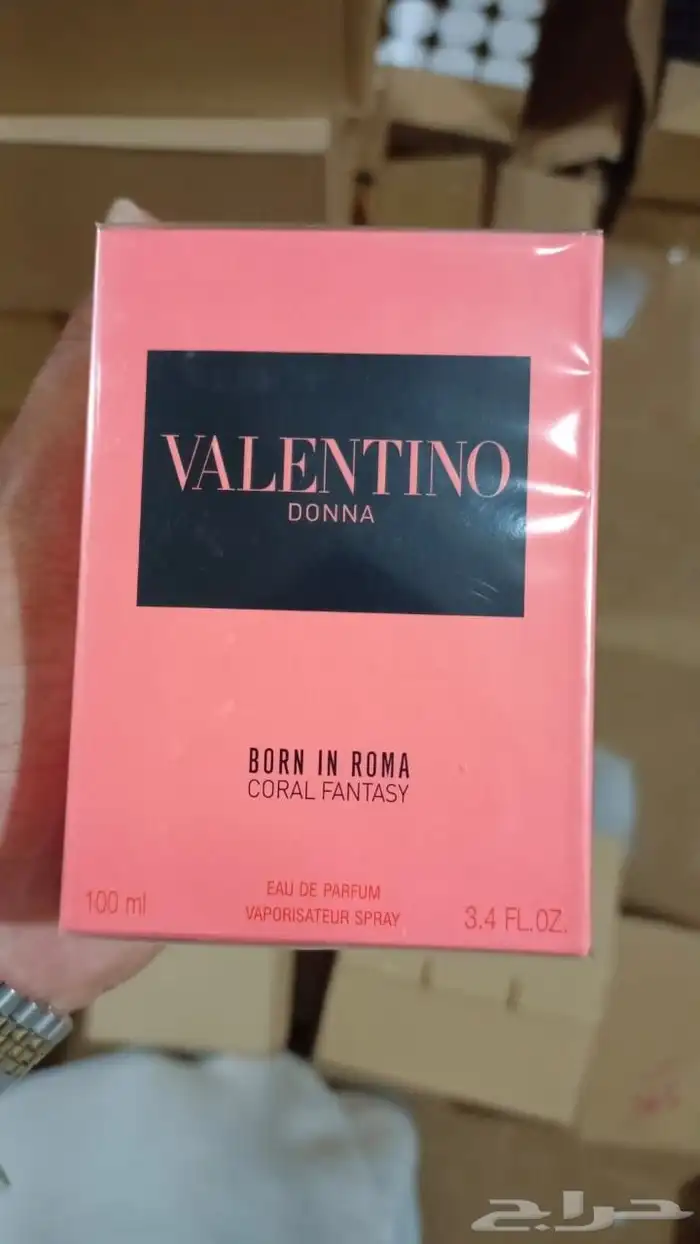 VALENTINO
DONNA
BORN IN ROMA
CORAL FANTASY
EAU DE PARFUM
VAPORISATEUR SPRAY
100 ml
3.4 FL.OZ.
حراج